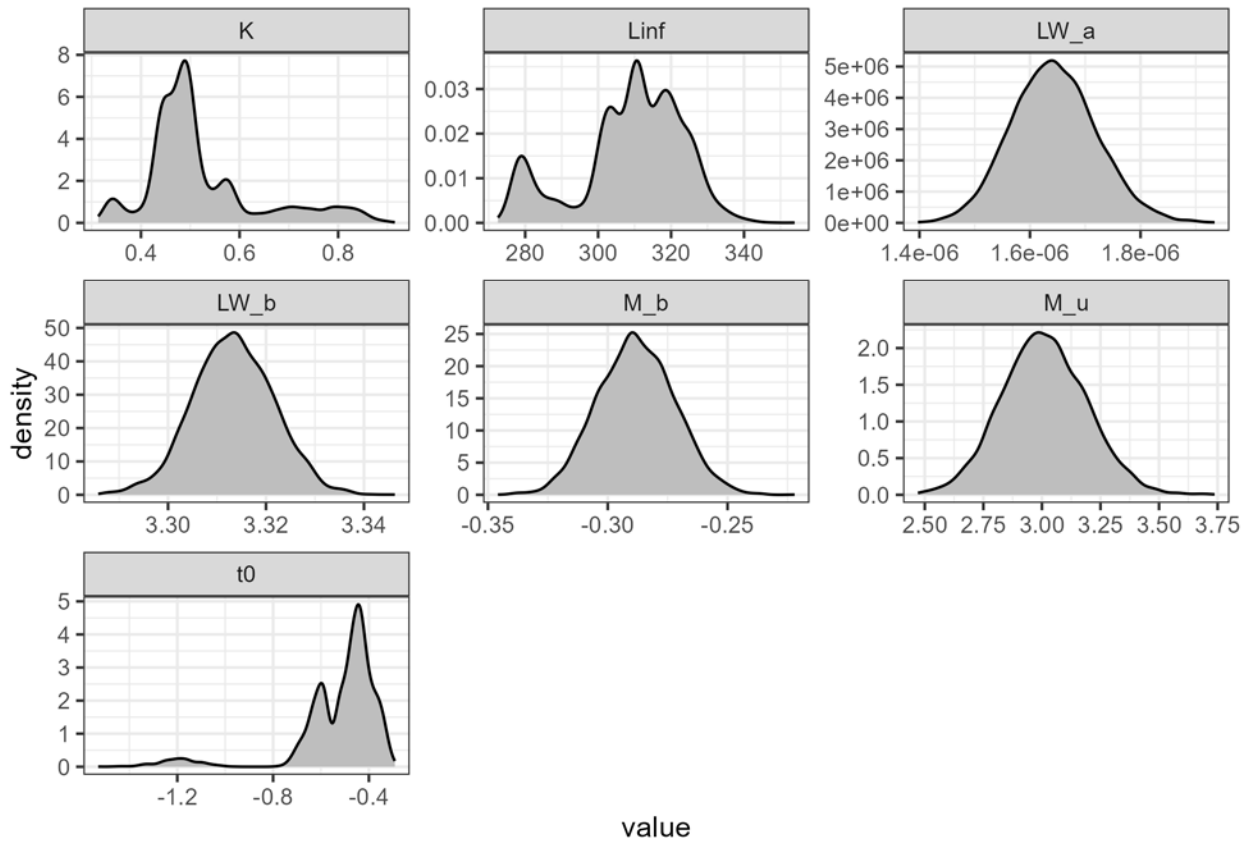 K Linf LW_a
8 0.03 5e+06
6 4e+06
4 0.02 3e+06
2 0.01 2e+06
1e+06
0 0.00 0e+00
0.4 0.6 0.8 280 300 320 340 1.4e-06 1.6e-06 1.8e-06
LW_b M_b M_u
50 25 2.0
40 20
30 15 1.5
20 10 1.0
10 5 0.5
0 0 0.0
3.30 3.32 3.34 -0.35 -0.30 -0.25 2.50 2.75 3.00 3.25 3.50 3.75
density
t0
5
4
3
2
1
0
-1.2 -0.8 -0.4
value